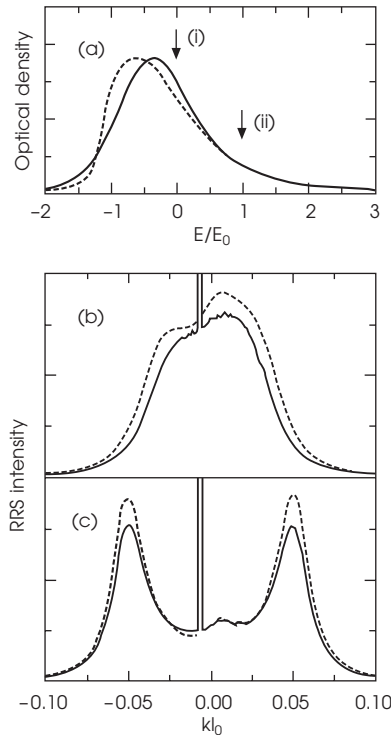 (a)
(i)
(ii)
Optical density
−2 −1 0 1 2 3
E/E₀
(b)
(c)
RRS intensity
−0.10 −0.05 0.00 0.05 0.10
kl₀